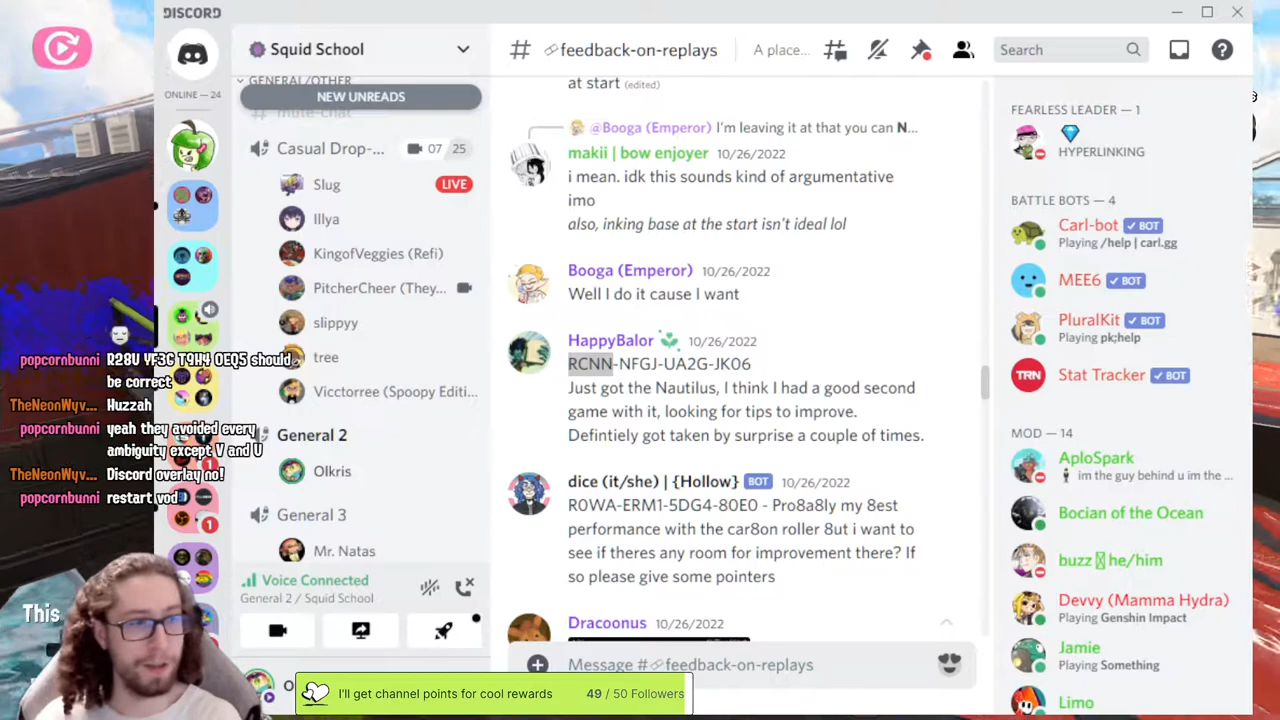 DISCORD
ONLINE — 24
Squid School
GENERAL/OTHER
NEW UNREADS
mute-chat
Casual Drop-...
07 25
Slug
LIVE
Illya
KingofVeggies (Refi)
PitcherCheer (They...
slippyy
tree
Victorree (Spoopy Editi...
General 2
Olkris
General 3
Mr. Natas
Voice Connected
General 2 / Squid School
popcornbunni R28U YF3C T9H4 0EQ5 should
be correct
TheNeonWyv... Huzzah
popcornbunni yeah they avoided every
ambiguity except V and U
TheNeonWyv... Discord overlay no!
popcornbunni restart vod
1
1
This
# feedback-on-replays
A place...
Search
at start (edited)
@Booga (Emperor) I'm leaving it at that you can N...
makii | bow enjoyer 10/26/2022
i mean. idk this sounds kind of argumentative
imo
also, inking base at the start isn't ideal lol
Booga (Emperor) 10/26/2022
Well I do it cause I want
HappyBalor 10/26/2022
RCNN-NFGJ-UA2G-JK06
Just got the Nautilus, I think I had a good second
game with it, looking for tips to improve.
Defintiely got taken by surprise a couple of times.
dice (it/she) | {Hollow} BOT 10/26/2022
R0WA-ERM1-5DG4-80E0 - Pro8a8ly my 8est
performance with the car8on roller 8ut i want to
see if theres any room for improvement there? If
so please give some pointers
Dracoonus 10/26/2022
Message # feedback-on-replays
I'll get channel points for cool rewards 49 / 50 Followers
FEARLESS LEADER — 1
HYPERLINKING
BATTLE BOTS — 4
Carl-bot BOT
Playing /help | carl.gg
MEE6 BOT
PluralKit BOT
Playing pk;help
TRN
Stat Tracker BOT
MOD — 14
AploSpark
im the guy behind u im the ...
Bocian of the Ocean
buzz he/him
Devvy (Mamma Hydra)
Playing Genshin Impact
Jamie
Playing Something
Limo